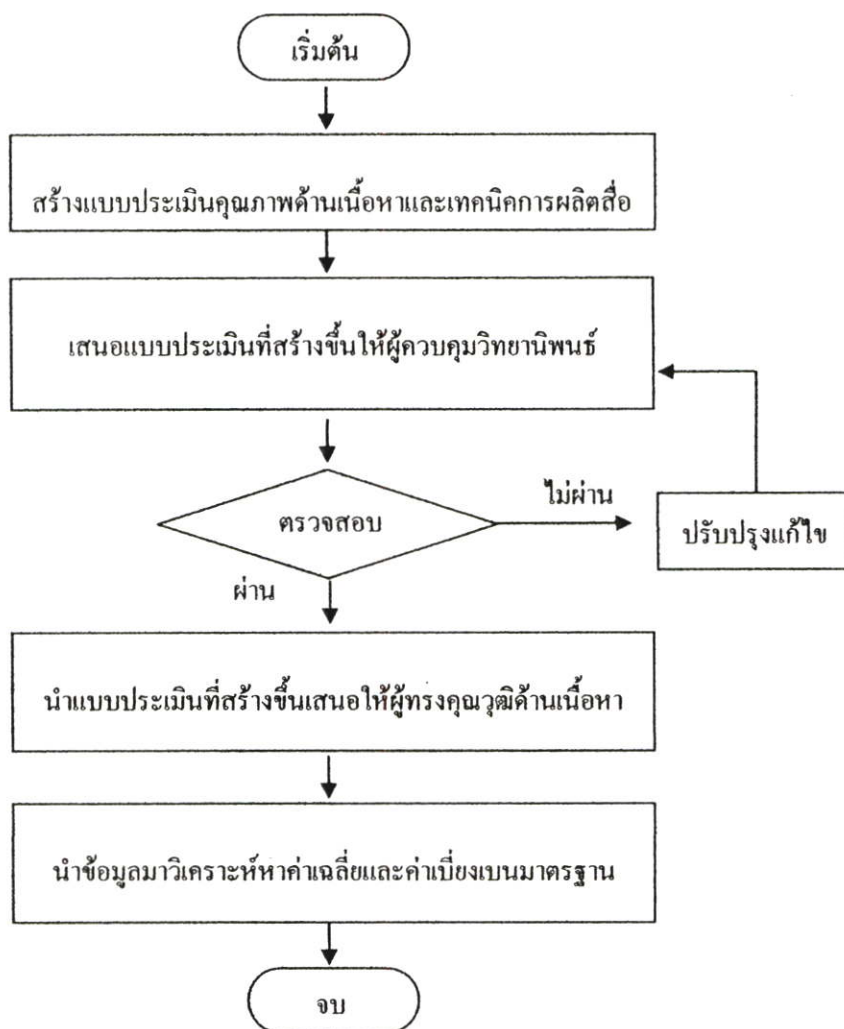 เริ่มต้น
สร้างแบบประเมินคุณภาพด้านเนื้อหาและเทคนิคการผลิตสื่อ
เสนอแบบประเมินที่สร้างขึ้นให้ผู้ควบคุมวิทยานิพนธ์
ตรวจสอบ
ไม่ผ่าน
ปรับปรุงแก้ไข
ผ่าน
นำแบบประเมินที่สร้างขึ้นเสนอให้ผู้ทรงคุณวุฒิด้านเนื้อหา
นำข้อมูลมาวิเคราะห์หาค่าเฉลี่ยและค่าเบี่ยงเบนมาตรฐาน
จบ